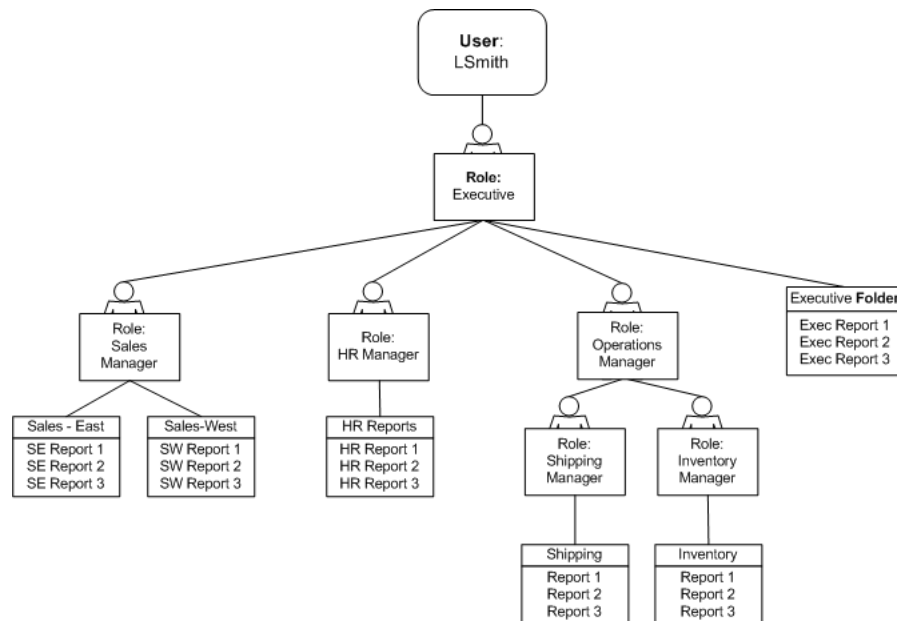 User:
LSmith
Role:
Executive
Role:
Sales
Manager
Role:
HR Manager
Role:
Operations
Manager
Executive Folder
Exec Report 1
Exec Report 2
Exec Report 3
Sales - East
SE Report 1
SE Report 2
SE Report 3
Sales-West
SW Report 1
SW Report 2
SW Report 3
HR Reports
HR Report 1
HR Report 2
HR Report 3
Role:
Shipping
Manager
Role:
Inventory
Manager
Shipping
Report 1
Report 2
Report 3
Inventory
Report 1
Report 2
Report 3